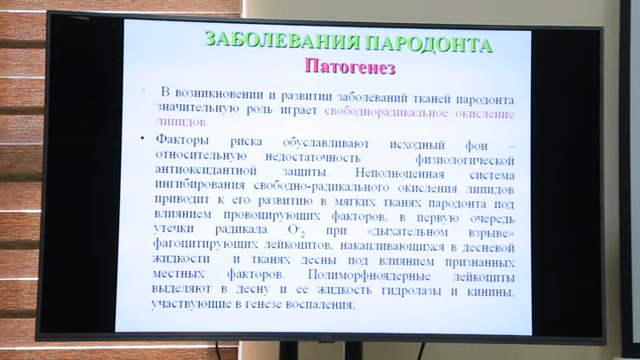 ЗАБОЛЕВАНИЯ ПАРОДОНТА
Патогенез
В возникновении и развитии заболеваний тканей пародонта
значительную роль играет свободнорадикальное окисление
липидов.
• Факторы риска обуславливают исходный фон –
относительную недостаточность физиологической
антиоксидантной защиты. Неполноценная система
ингибирования свободно-радикального окисления липидов
приводит к его развитию в мягких тканях пародонта под
влиянием провоцирующих факторов, в первую очередь
утечки радикала O⁻₂ при «дыхательном взрыве»
фагоцитирующих лейкоцитов, накапливающихся в десневой
жидкости и тканях десны под влиянием признанных
местных факторов. Полиморфноядерные лейкоциты
выделяют в десну и ее жидкость гидролазы и кинины,
участвующие в генезе воспаления;